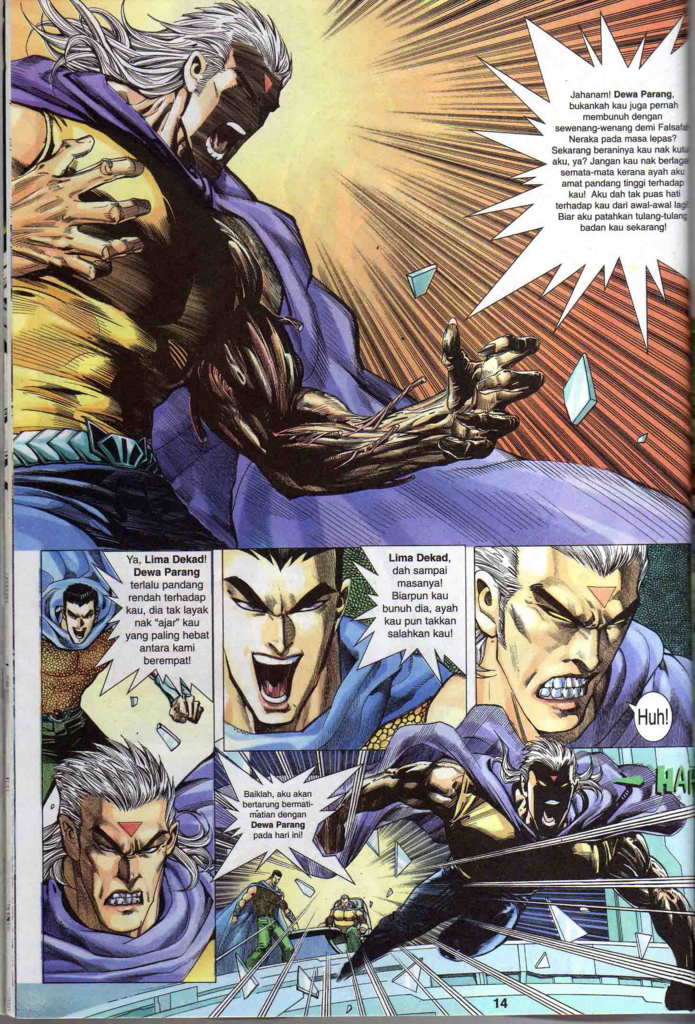 Jahanam! Dewa Parang,
bukankah kau juga pernah
membunuh dengan
sewenang-wenang demi Falsafah
Neraka pada masa lepas?
Sekarang beraninya kau nak kutuk
aku, ya? Jangan kau nak berlagak
semata-mata kerana ayah aku
amat pandang tinggi terhadap
kau! Aku dah tak puas hati
terhadap kau dari awal-awal lagi!
Biar aku patahkan tulang-tulang
badan kau sekarang!
Ya, Lima Dekad!
Dewa Parang
terlalu pandang
rendah terhadap
kau, dia tak layak
nak “ajar” kau
yang paling hebat
antara kami
berempat!
Lima Dekad,
dah sampai
masanya!
Biarpun kau
bunuh dia, ayah
kau pun takkan
salahkan kau!
Huh!
Baiklah, aku akan
bertarung bermati-
matian dengan
Dewa Parang
pada hari ini!
14